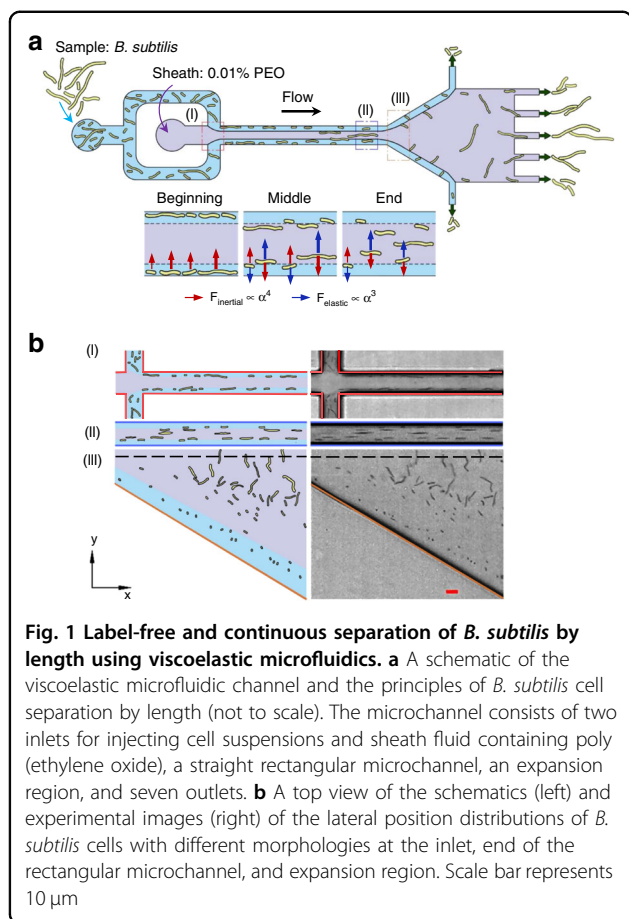 a
Sample: B. subtilis
Sheath: 0.01% PEO
(I)
Flow
(II)
(III)
Beginning
Middle
End
F inertial ∝ α4
F elastic ∝ α3
b
(I)
(II)
(III)
y
x
Fig. 1 Label-free and continuous separation of B. subtilis by
length using viscoelastic microfluidics. a A schematic of the
viscoelastic microfluidic channel and the principles of B. subtilis cell
separation by length (not to scale). The microchannel consists of two
inlets for injecting cell suspensions and sheath fluid containing poly
(ethylene oxide), a straight rectangular microchannel, an expansion
region, and seven outlets. b A top view of the schematics (left) and
experimental images (right) of the lateral position distributions of B.
subtilis cells with different morphologies at the inlet, end of the
rectangular microchannel, and expansion region. Scale bar represents
10 μm